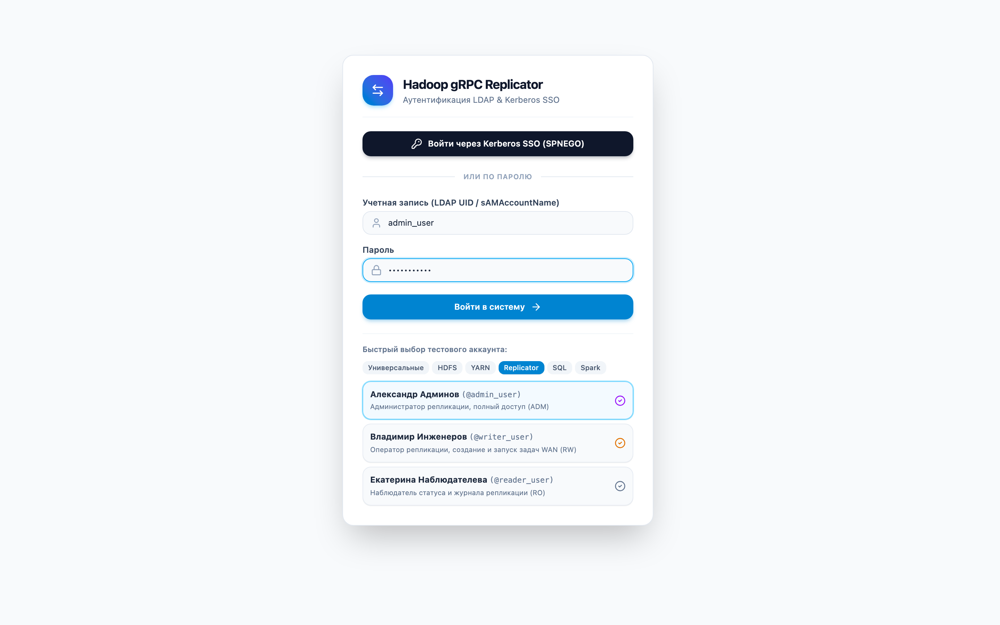 Hadoop gRPC Replicator
Аутентификация LDAP & Kerberos SSO
Войти через Kerberos SSO (SPNEGO)
ИЛИ ПО ПАРОЛЮ
Учетная запись (LDAP UID / sAMAccountName)
admin_user
Пароль
•••••••••••
Войти в систему
Быстрый выбор тестового аккаунта:
Универсальные HDFS YARN Replicator SQL Spark
Александр Админов (@admin_user)
Администратор репликации, полный доступ (ADM)
Владимир Инженеров (@writer_user)
Оператор репликации, создание и запуск задач WAN (RW)
Екатерина Наблюдателева (@reader_user)
Наблюдатель статуса и журнала репликации (RO)